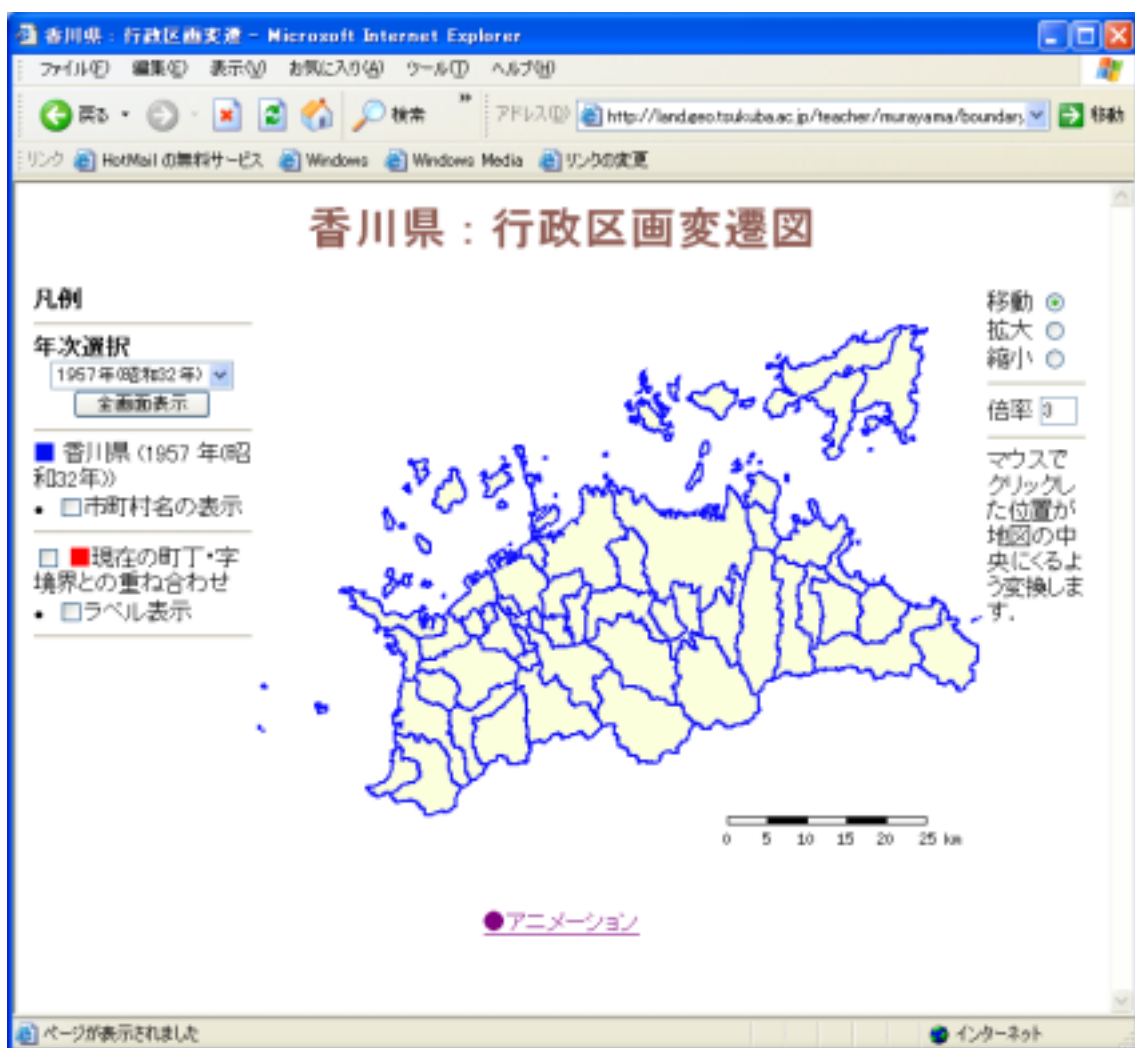 香川県：行政区画変遷 - Microsoft Internet Explorer
ファイル(F) 編集(E) 表示(V) お気に入り(A) ツール(T) ヘルプ(H)
戻る 検索 » アドレス(D) http://land.geo.tsukuba.ac.jp/teacher/murayama/boundary 移動
リンク HotMail の無料サービス Windows Windows Media リンクの変更
香川県：行政区画変遷図
凡例
年次選択
1957年(昭和32年)
全画面表示
香川県 (1957 年(昭
和32年))
市町村名の表示
現在の町丁・字
境界との重ね合わせ
ラベル表示
移動
拡大
縮小
倍率 3
マウスで
クリックし
た位置が
地図の中
央にくるよ
う変換しま
す．
0 5 10 15 20 25 km
●アニメーション
ページが表示されました インターネット